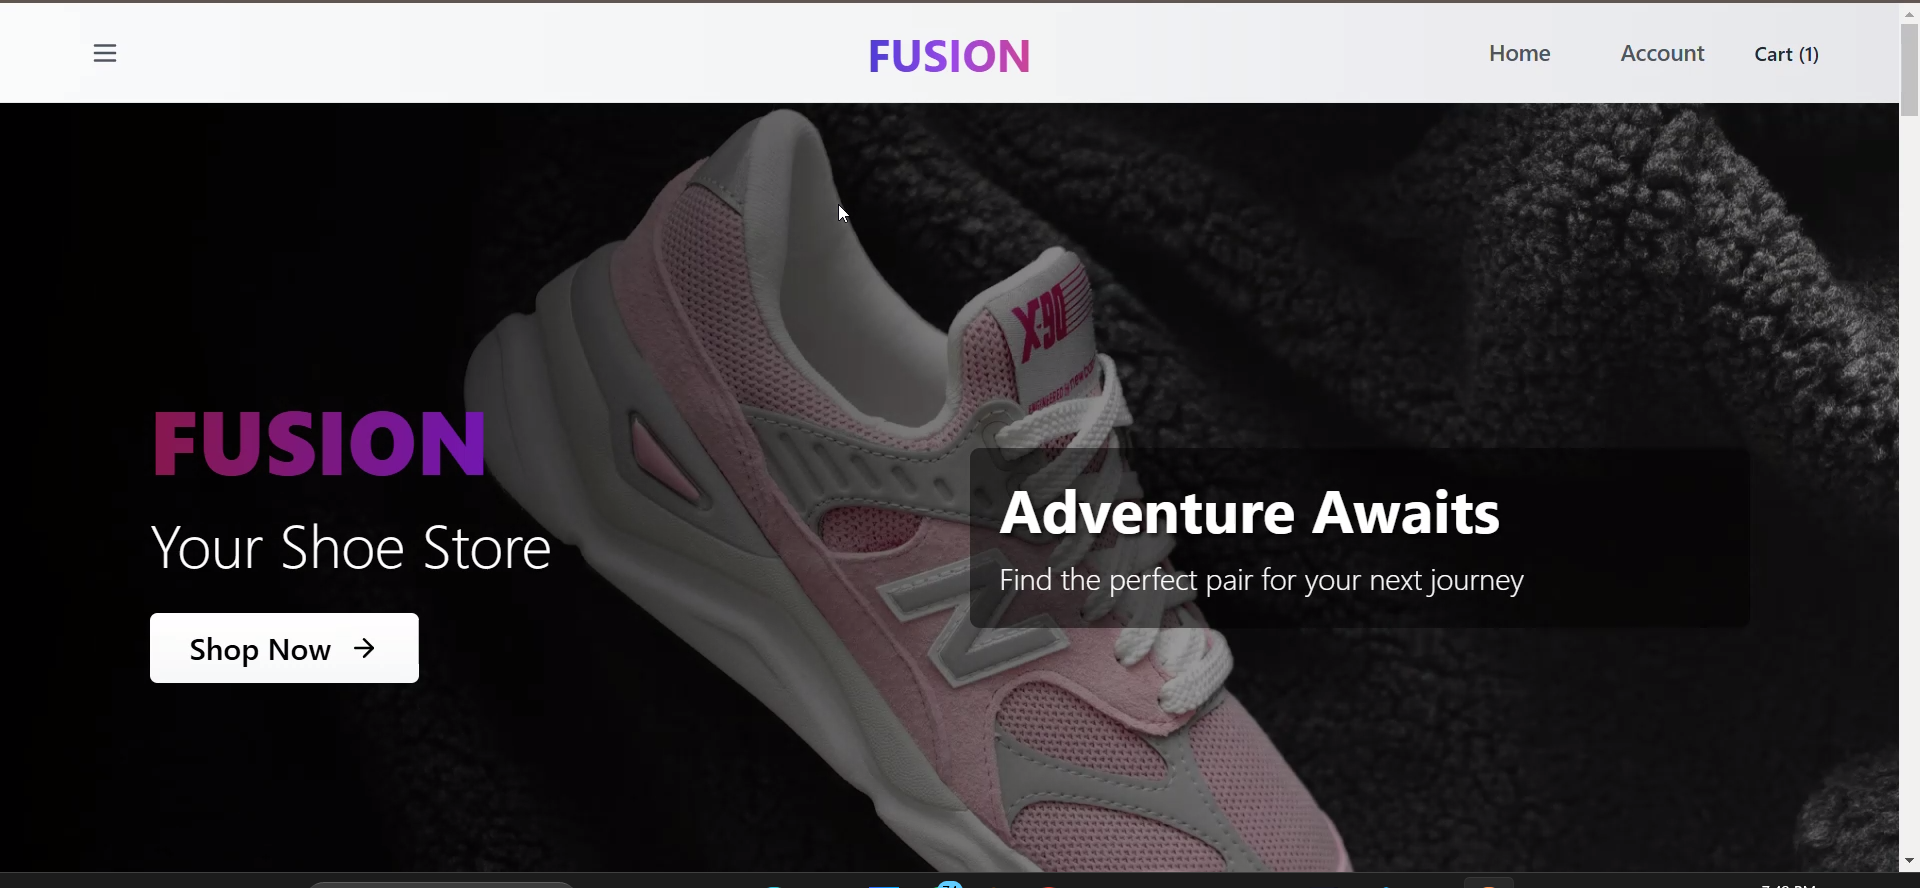 FUSION
Home
Account
Cart (1)
X-90
FUSION
Your Shoe Store
Shop Now
Adventure Awaits
Find the perfect pair for your next journey